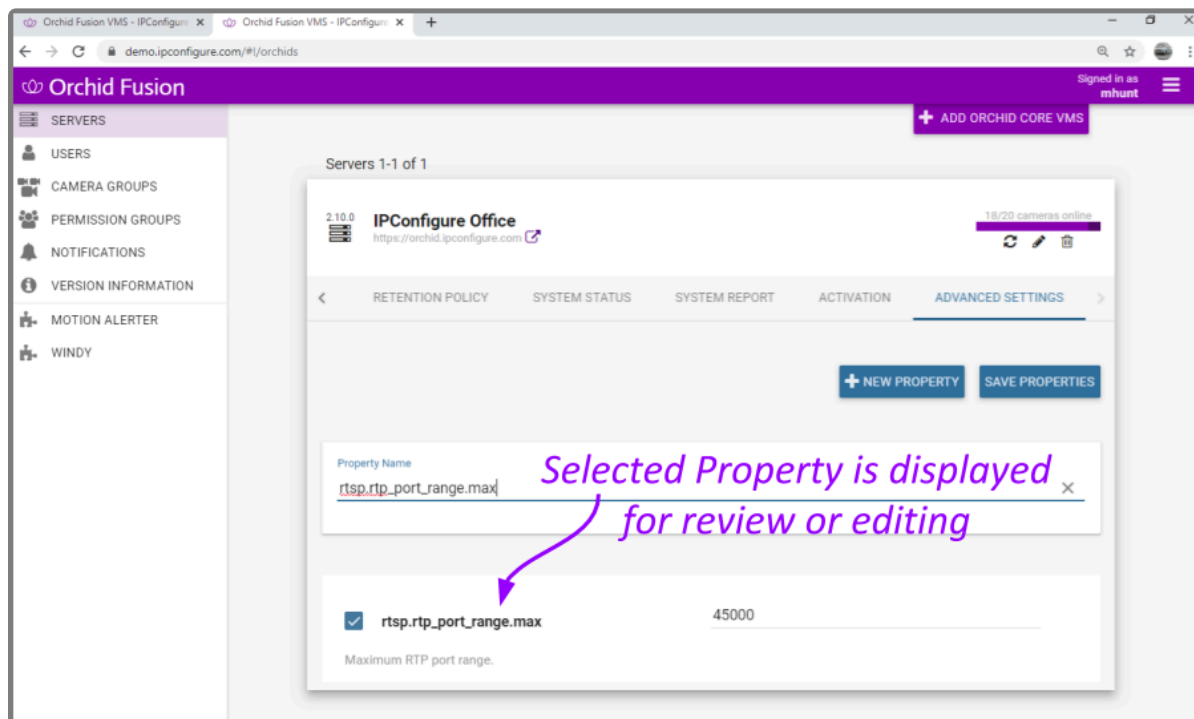 Orchid Fusion VMS - IPConfigure
Orchid Fusion VMS - IPConfigure
demo.ipconfigure.com/#!/orchids
Orchid Fusion
Signed in as
mhunt
SERVERS
USERS
CAMERA GROUPS
PERMISSION GROUPS
NOTIFICATIONS
VERSION INFORMATION
MOTION ALERTER
WINDY
ADD ORCHID CORE VMS
Servers 1-1 of 1
2.10.0
IPConfigure Office
https://orchid.ipconfigure.com
18/20 cameras online
RETENTION POLICY SYSTEM STATUS SYSTEM REPORT ACTIVATION ADVANCED SETTINGS
NEW PROPERTY SAVE PROPERTIES
Property Name
rtsp.rtp_port_range.max
Selected Property is displayed
for review or editing
rtsp.rtp_port_range.max 45000
Maximum RTP port range.